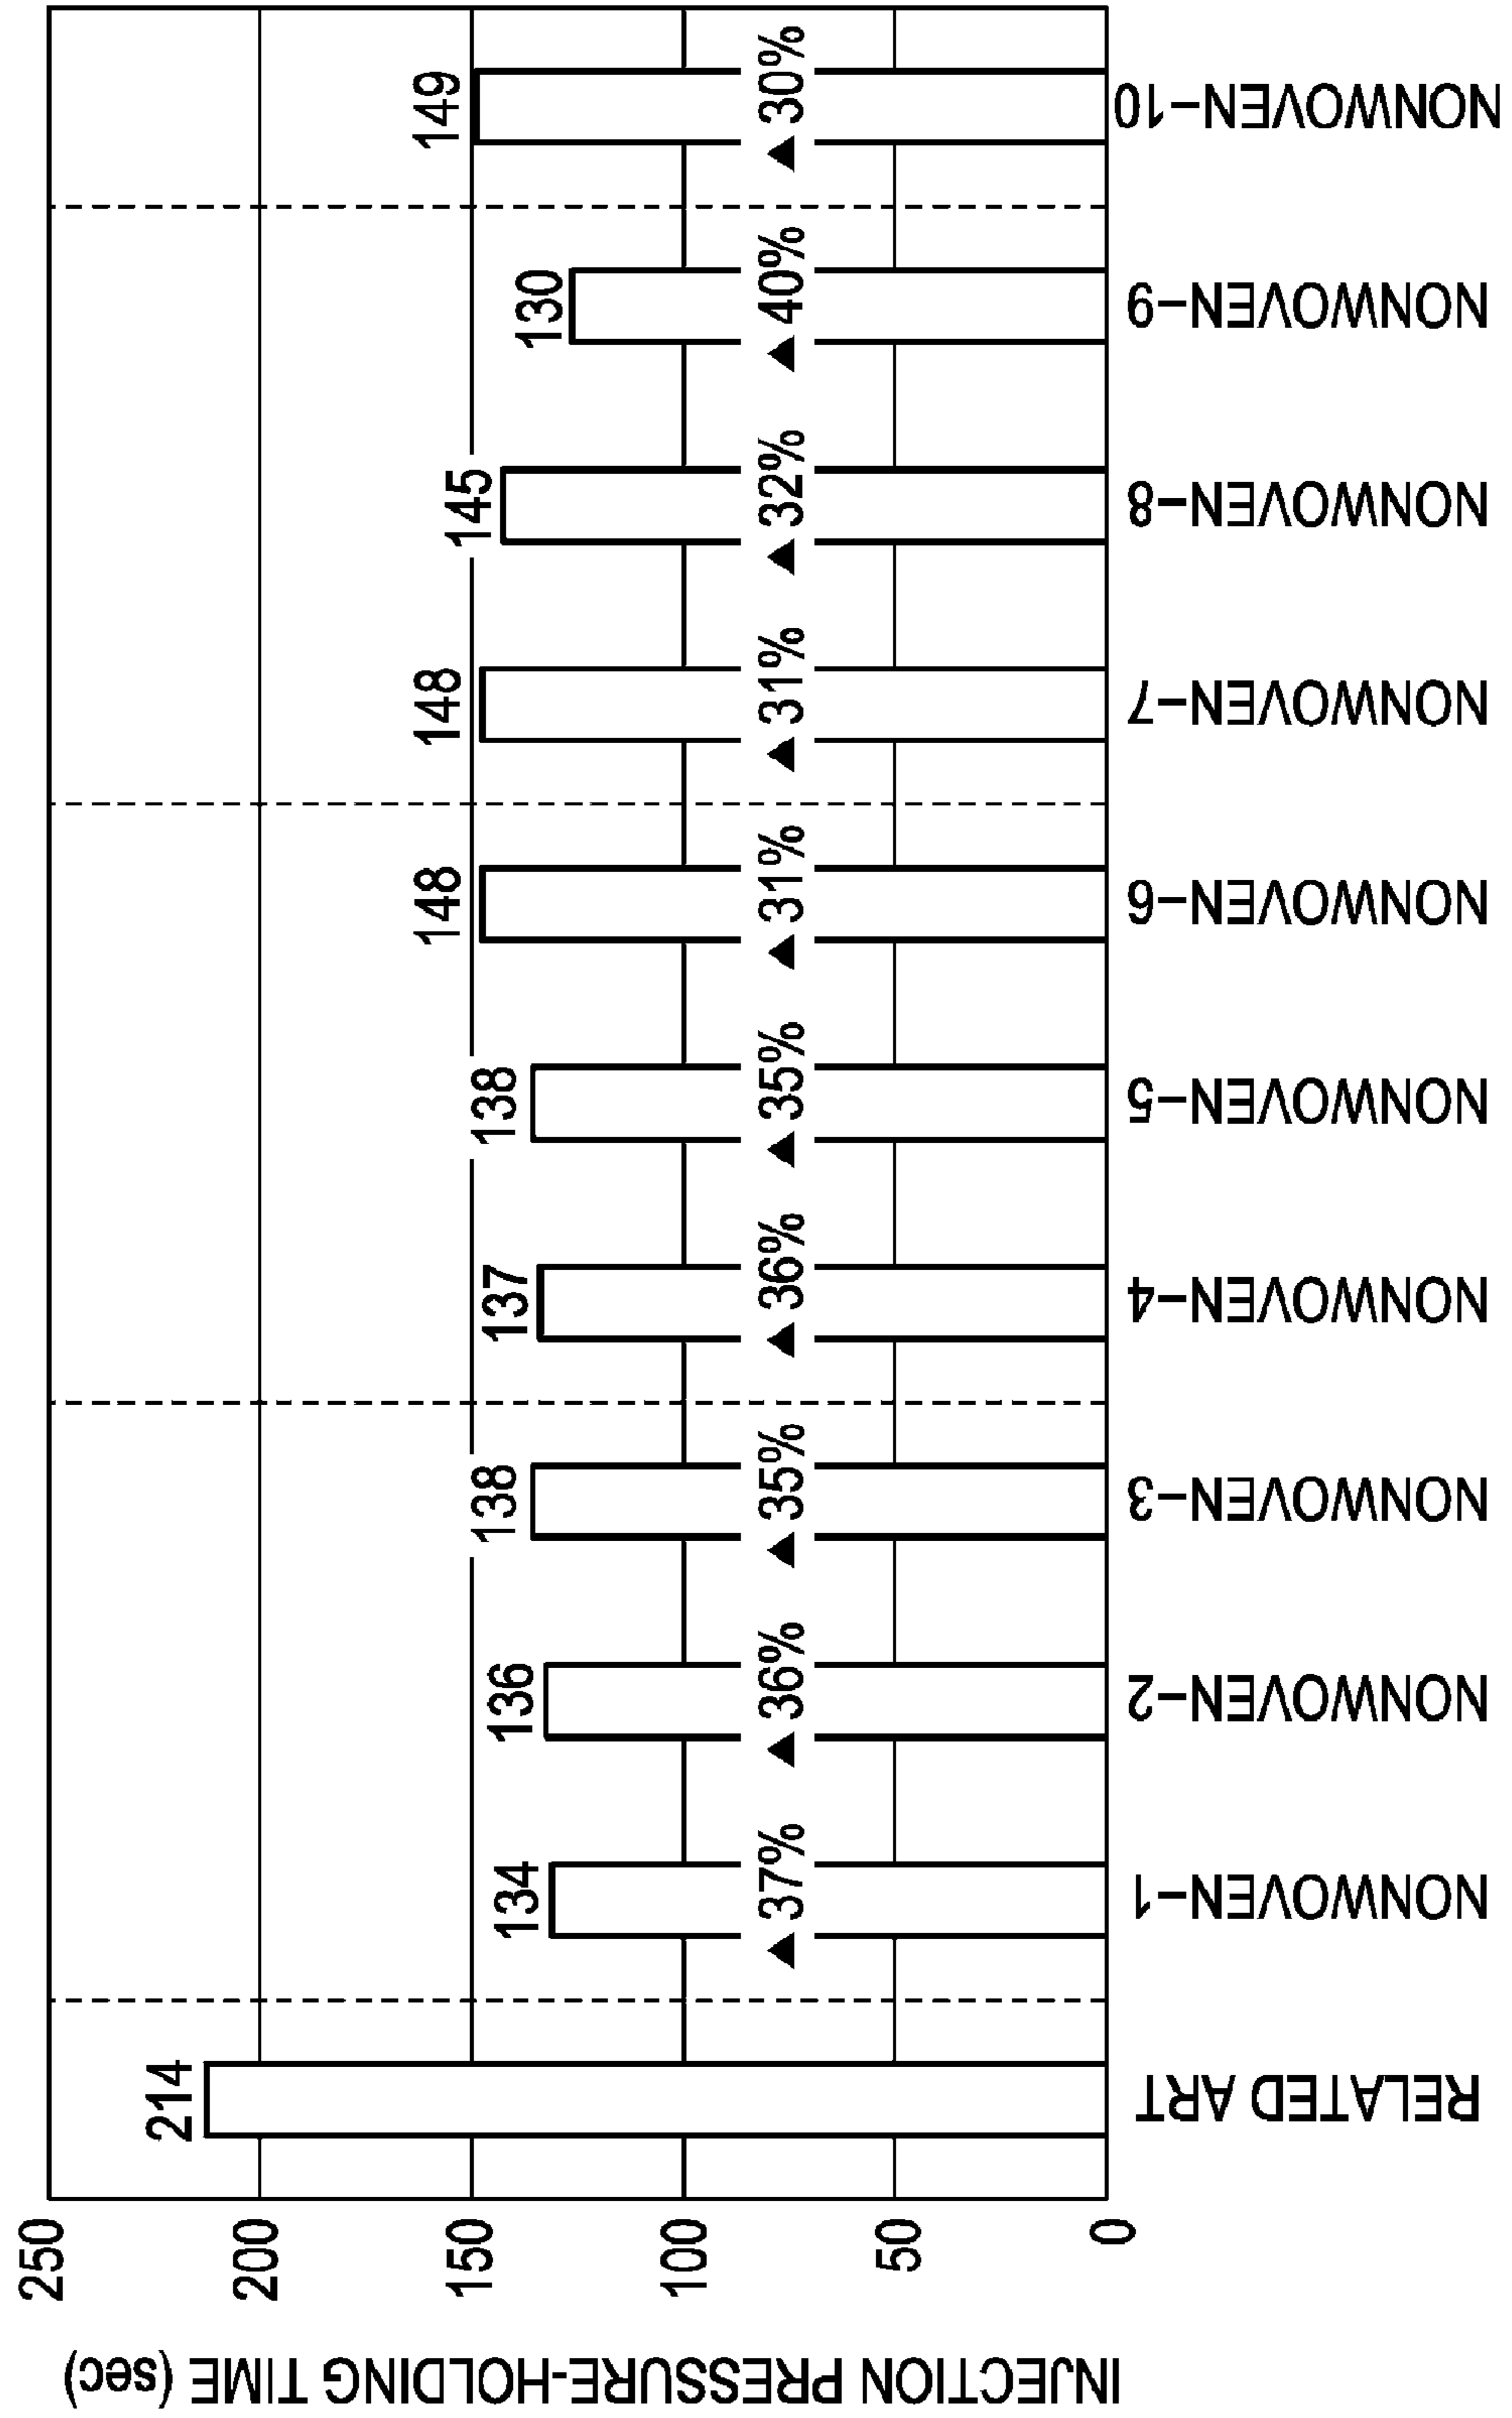 INJECTION PRESSURE-HOLDING TIME (sec)
250
200
150
100
50
0
214
134
136
138
137
138
148
148
145
130
149
▲37%
▲36%
▲35%
▲36%
▲35%
▲31%
▲31%
▲32%
▲40%
▲30%
RELATED ART
NONWOVEN-1
NONWOVEN-2
NONWOVEN-3
NONWOVEN-4
NONWOVEN-5
NONWOVEN-6
NONWOVEN-7
NONWOVEN-8
NONWOVEN-9
NONWOVEN-10